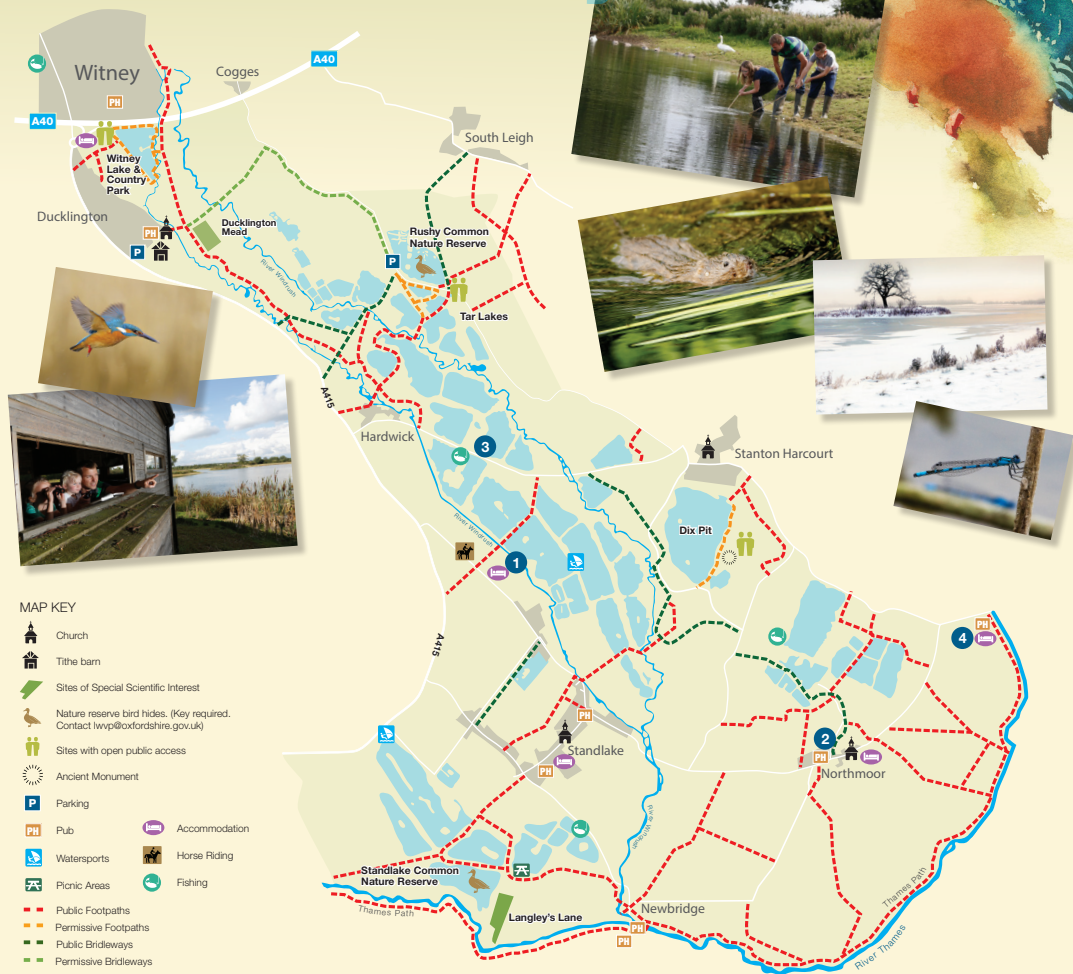 Witney
Cogges
A40
PH
A40
South Leigh
Witney
Lake &
Country
Park
Ducklington
PH
P
Ducklington
Mead
Rushy Common
Nature Reserve
P
River Windrush
Tar Lakes
A415
Hardwick
3
Stanton Harcourt
Dix Pit
River Windrush
1
A415
PH
4
PH
Standlake
PH
2
PH
Northmoor
River Windrush
Standlake Common
Nature Reserve
Thames Path
Langley's Lane
Newbridge
PH
PH
Thames Path
River Thames
MAP KEY
Church
Tithe barn
Sites of Special Scientific Interest
Nature reserve bird hides. (Key required.
Contact lwvp@oxfordshire.gov.uk)
Sites with open public access
Ancient Monument
P Parking
PH Pub
Accommodation
Watersports
Horse Riding
Picnic Areas
Fishing
Public Footpaths
Permissive Footpaths
Public Bridleways
Permissive Bridleways